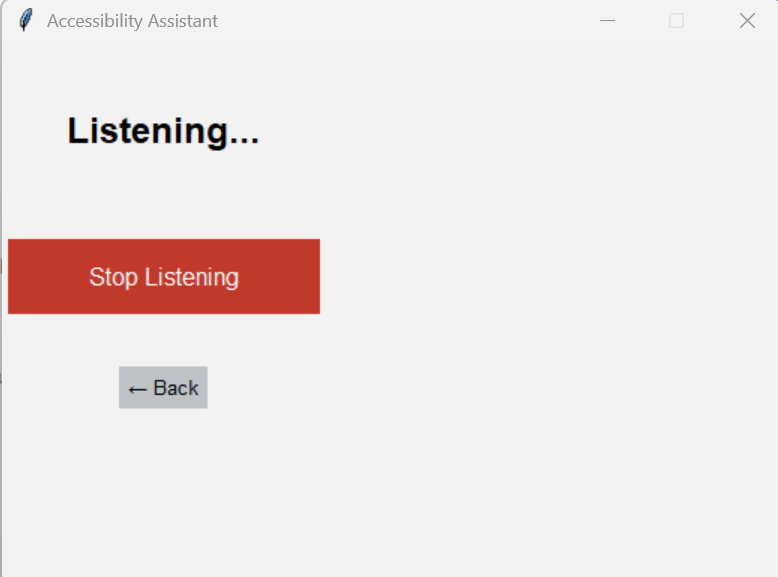 Accessibility Assistant
Listening...
Stop Listening
← Back